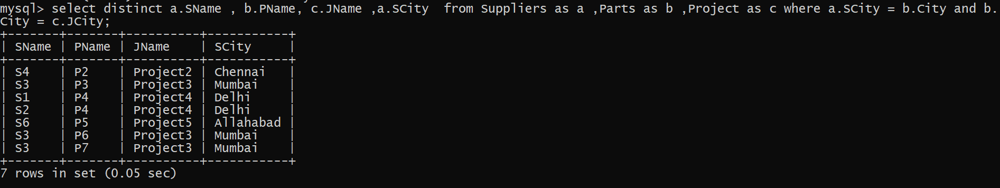 mysql> select distinct a.SName , b.PName, c.JName ,a.SCity  from Suppliers as a ,Parts as b ,Project as c where a.SCity = b.City and b.
City = c.JCity;
+-------+-------+----------+-----------+
| SName | PName | JName    | SCity     |
+-------+-------+----------+-----------+
| S4    | P2    | Project2 | Chennai   |
| S3    | P3    | Project3 | Mumbai    |
| S1    | P4    | Project4 | Delhi     |
| S2    | P4    | Project4 | Delhi     |
| S6    | P5    | Project5 | Allahabad |
| S3    | P6    | Project3 | Mumbai    |
| S3    | P7    | Project3 | Mumbai    |
+-------+-------+----------+-----------+
7 rows in set (0.05 sec)